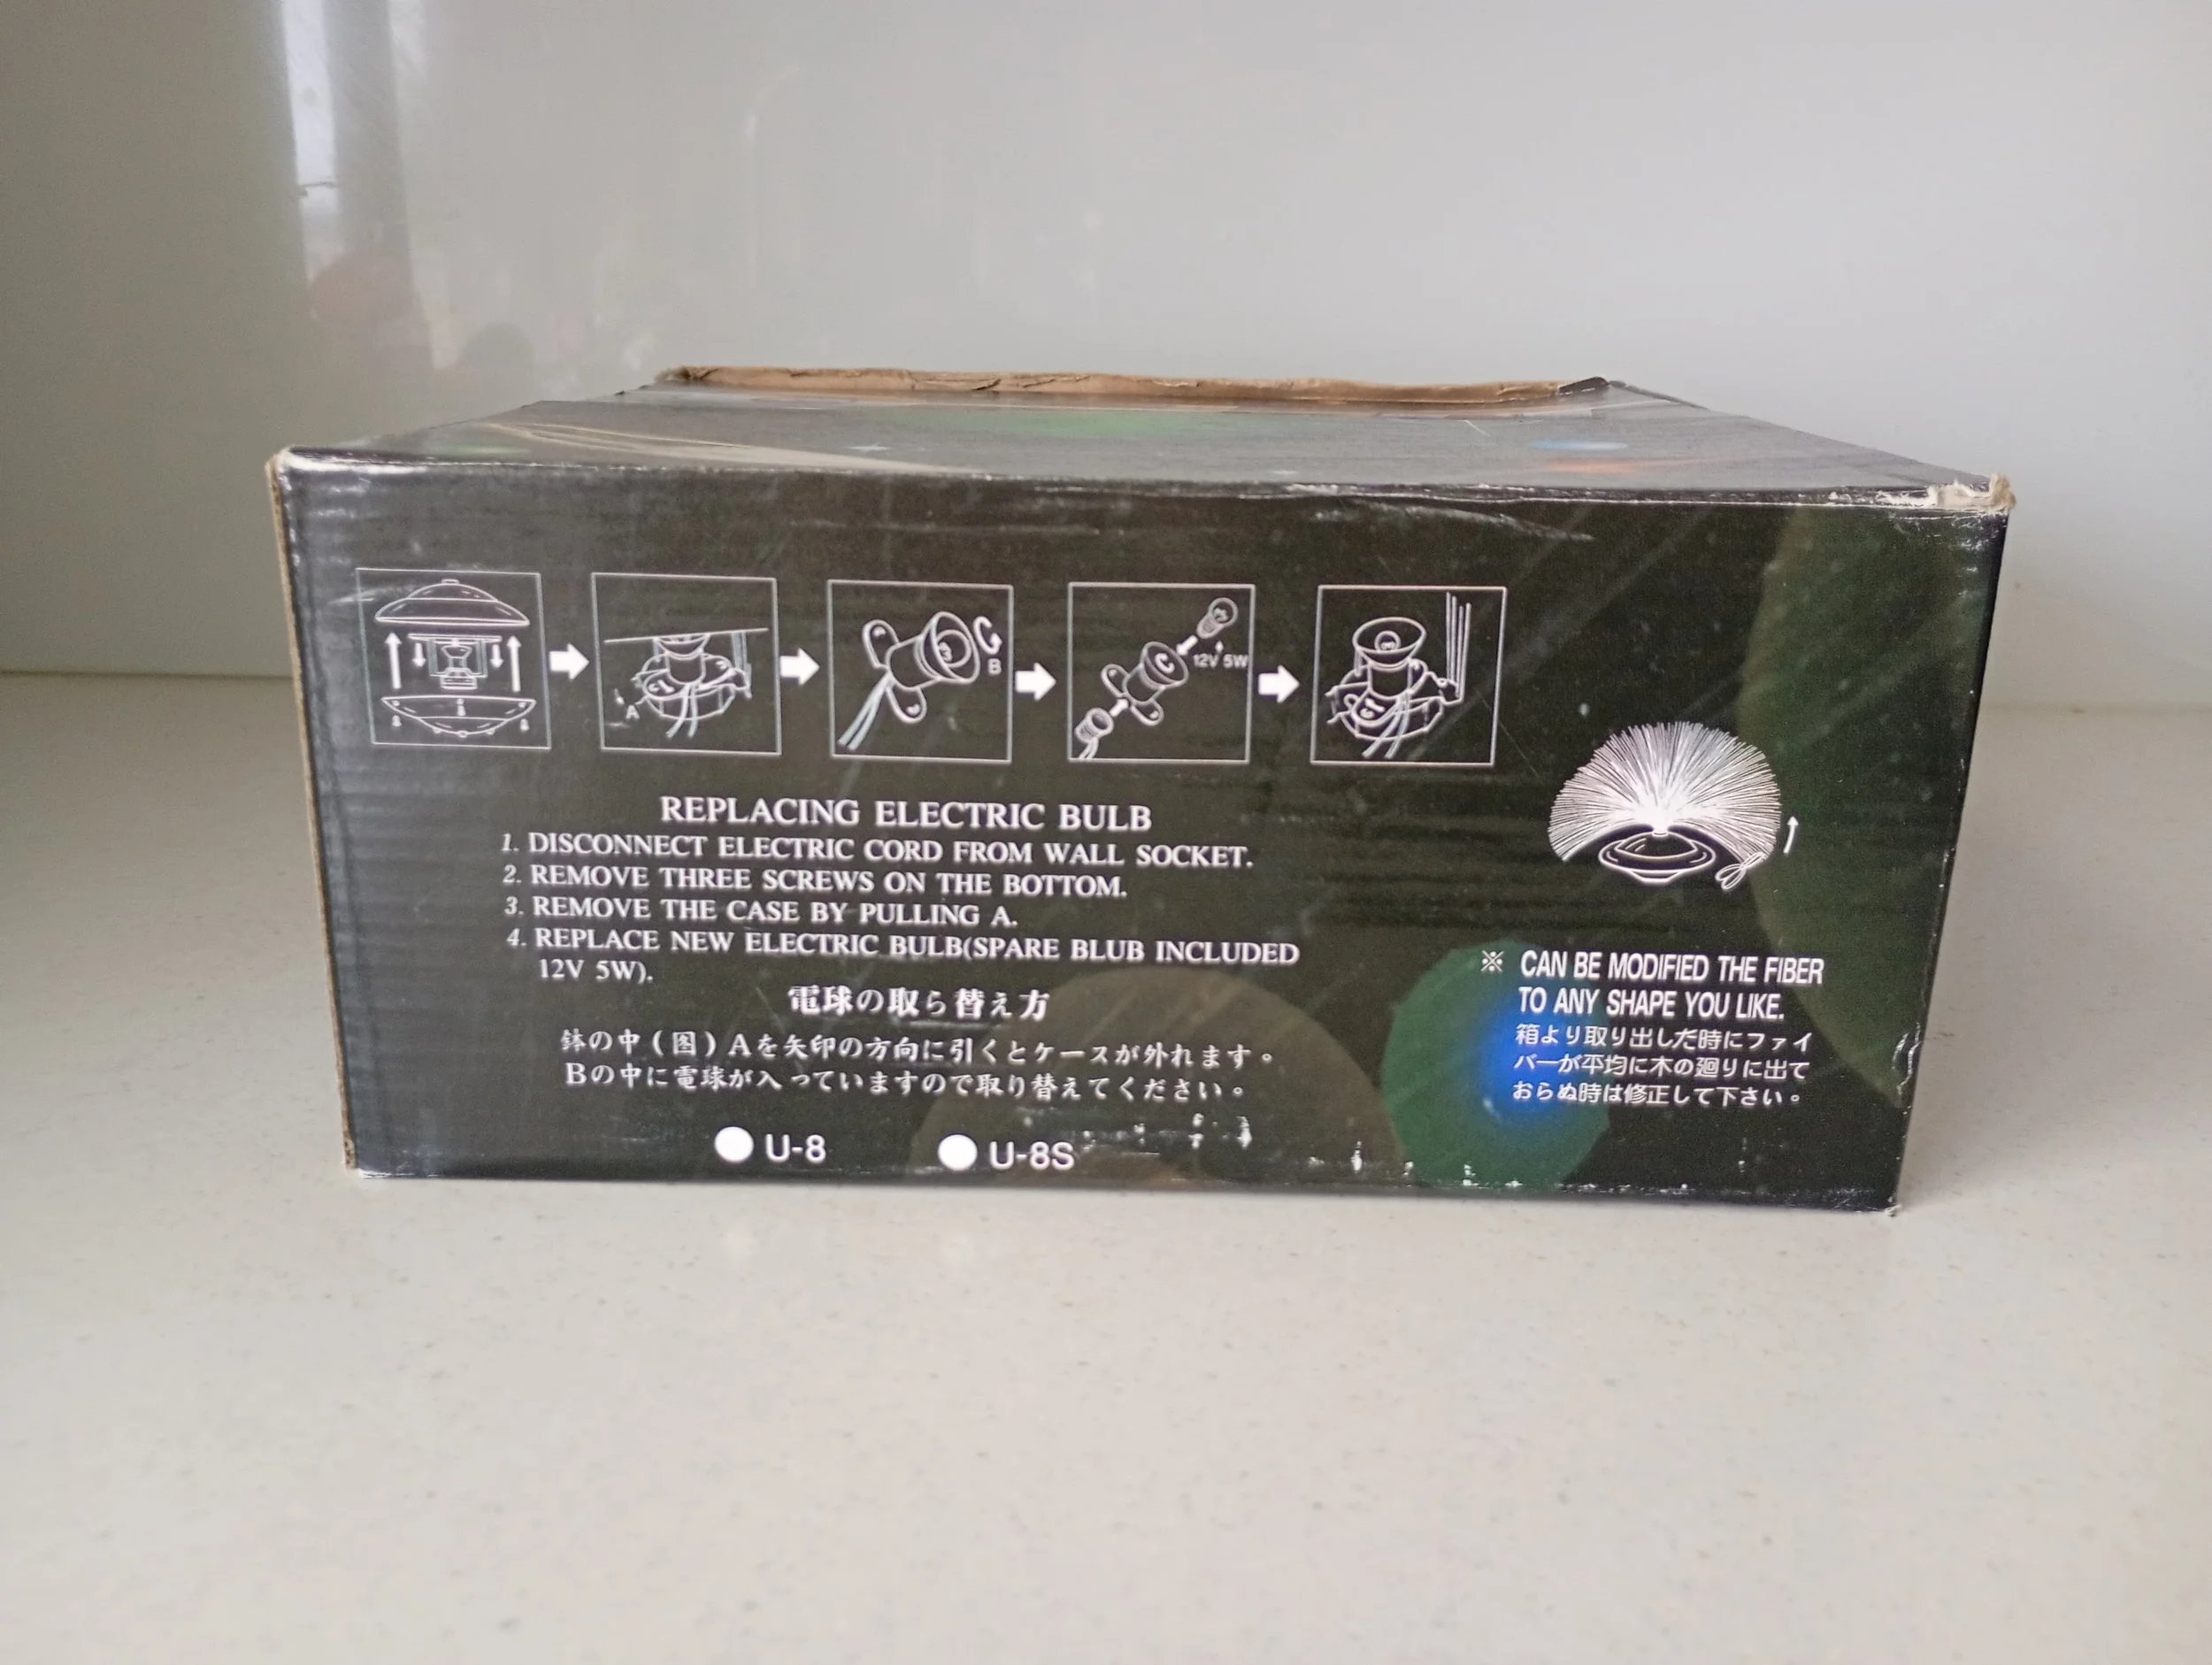 A
B
12V 5W
REPLACING ELECTRIC BULB
1. DISCONNECT ELECTRIC CORD FROM WALL SOCKET.
2. REMOVE THREE SCREWS ON THE BOTTOM.
3. REMOVE THE CASE BY PULLING A.
4. REPLACE NEW ELECTRIC BULB(SPARE BLUB INCLUDED
12V 5W).
電球の取ら替え方
鉢の中(图)Aを矢印の方向に引くとケースが外れます。
Bの中に電球が入っていますので取り替えてください。
U-8
U-8S
※ CAN BE MODIFIED THE FIBER
TO ANY SHAPE YOU LIKE.
箱より取り出した時にファイ
バーが平均に木の廻りに出て
おらぬ時は修正して下さい。